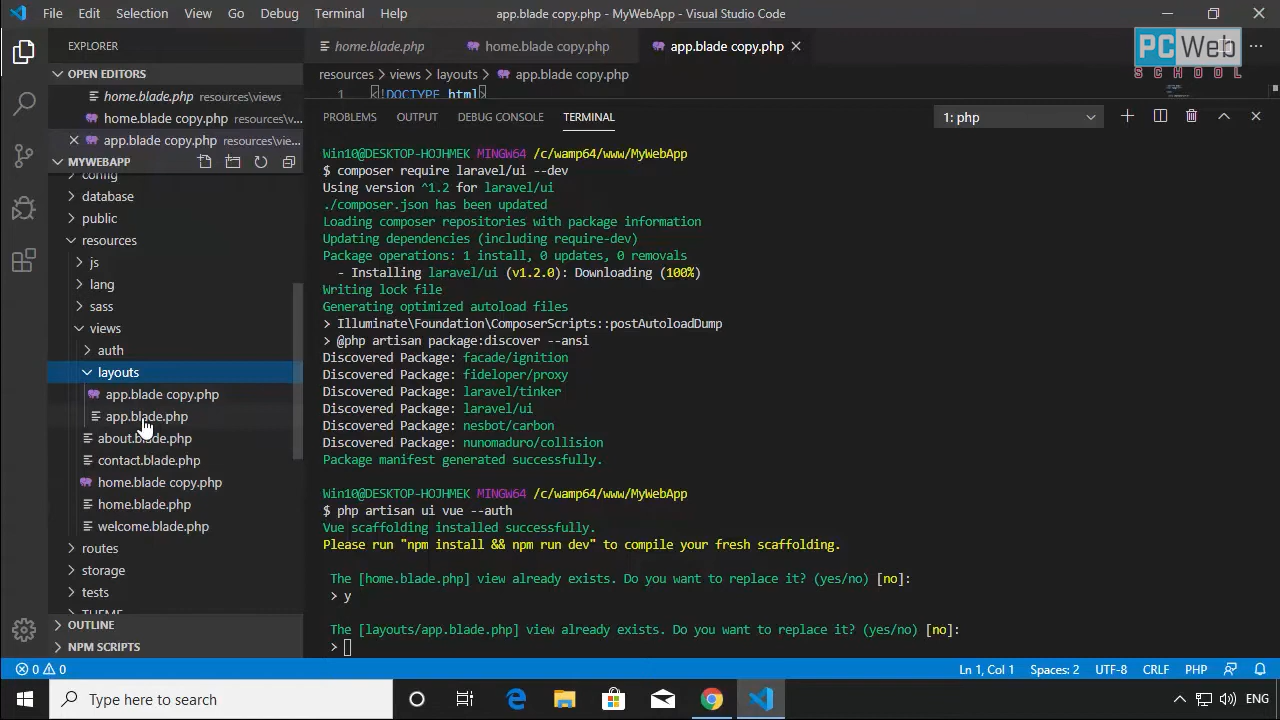 File Edit Selection View Go Debug Terminal Help app.blade copy.php - MyWebApp - Visual Studio Code
EXPLORER
OPEN EDITORS
home.blade.php resources\views
home.blade copy.php resources\v...
app.blade copy.php resources\vie...
MYWEBAPP
config
database
public
resources
js
lang
sass
views
auth
layouts
app.blade copy.php
app.blade.php
about.blade.php
contact.blade.php
home.blade copy.php
home.blade.php
welcome.blade.php
routes
storage
tests
THEME
OUTLINE
NPM SCRIPTS
home.blade.php home.blade copy.php app.blade copy.php
PC Web
SCHOOL
resources > views > layouts > app.blade copy.php
1 <!DOCTYPE html>
PROBLEMS OUTPUT DEBUG CONSOLE TERMINAL 1: php
Win10@DESKTOP-HOJHMEK MINGW64 /c/wamp64/www/MyWebApp
$ composer require laravel/ui --dev
Using version ^1.2 for laravel/ui
./composer.json has been updated
Loading composer repositories with package information
Updating dependencies (including require-dev)
Package operations: 1 install, 0 updates, 0 removals
- Installing laravel/ui (v1.2.0): Downloading (100%)
Writing lock file
Generating optimized autoload files
> Illuminate\Foundation\ComposerScripts::postAutoloadDump
> @php artisan package:discover --ansi
Discovered Package: facade/ignition
Discovered Package: fideloper/proxy
Discovered Package: laravel/tinker
Discovered Package: laravel/ui
Discovered Package: nesbot/carbon
Discovered Package: nunomaduro/collision
Package manifest generated successfully.
Win10@DESKTOP-HOJHMEK MINGW64 /c/wamp64/www/MyWebApp
$ php artisan ui vue --auth
Vue scaffolding installed successfully.
Please run "npm install && npm run dev" to compile your fresh scaffolding.
The [home.blade.php] view already exists. Do you want to replace it? (yes/no) [no]:
> y
The [layouts/app.blade.php] view already exists. Do you want to replace it? (yes/no) [no]:
>
0 0 Ln 1, Col 1 Spaces: 2 UTF-8 CRLF PHP
Type here to search ENG